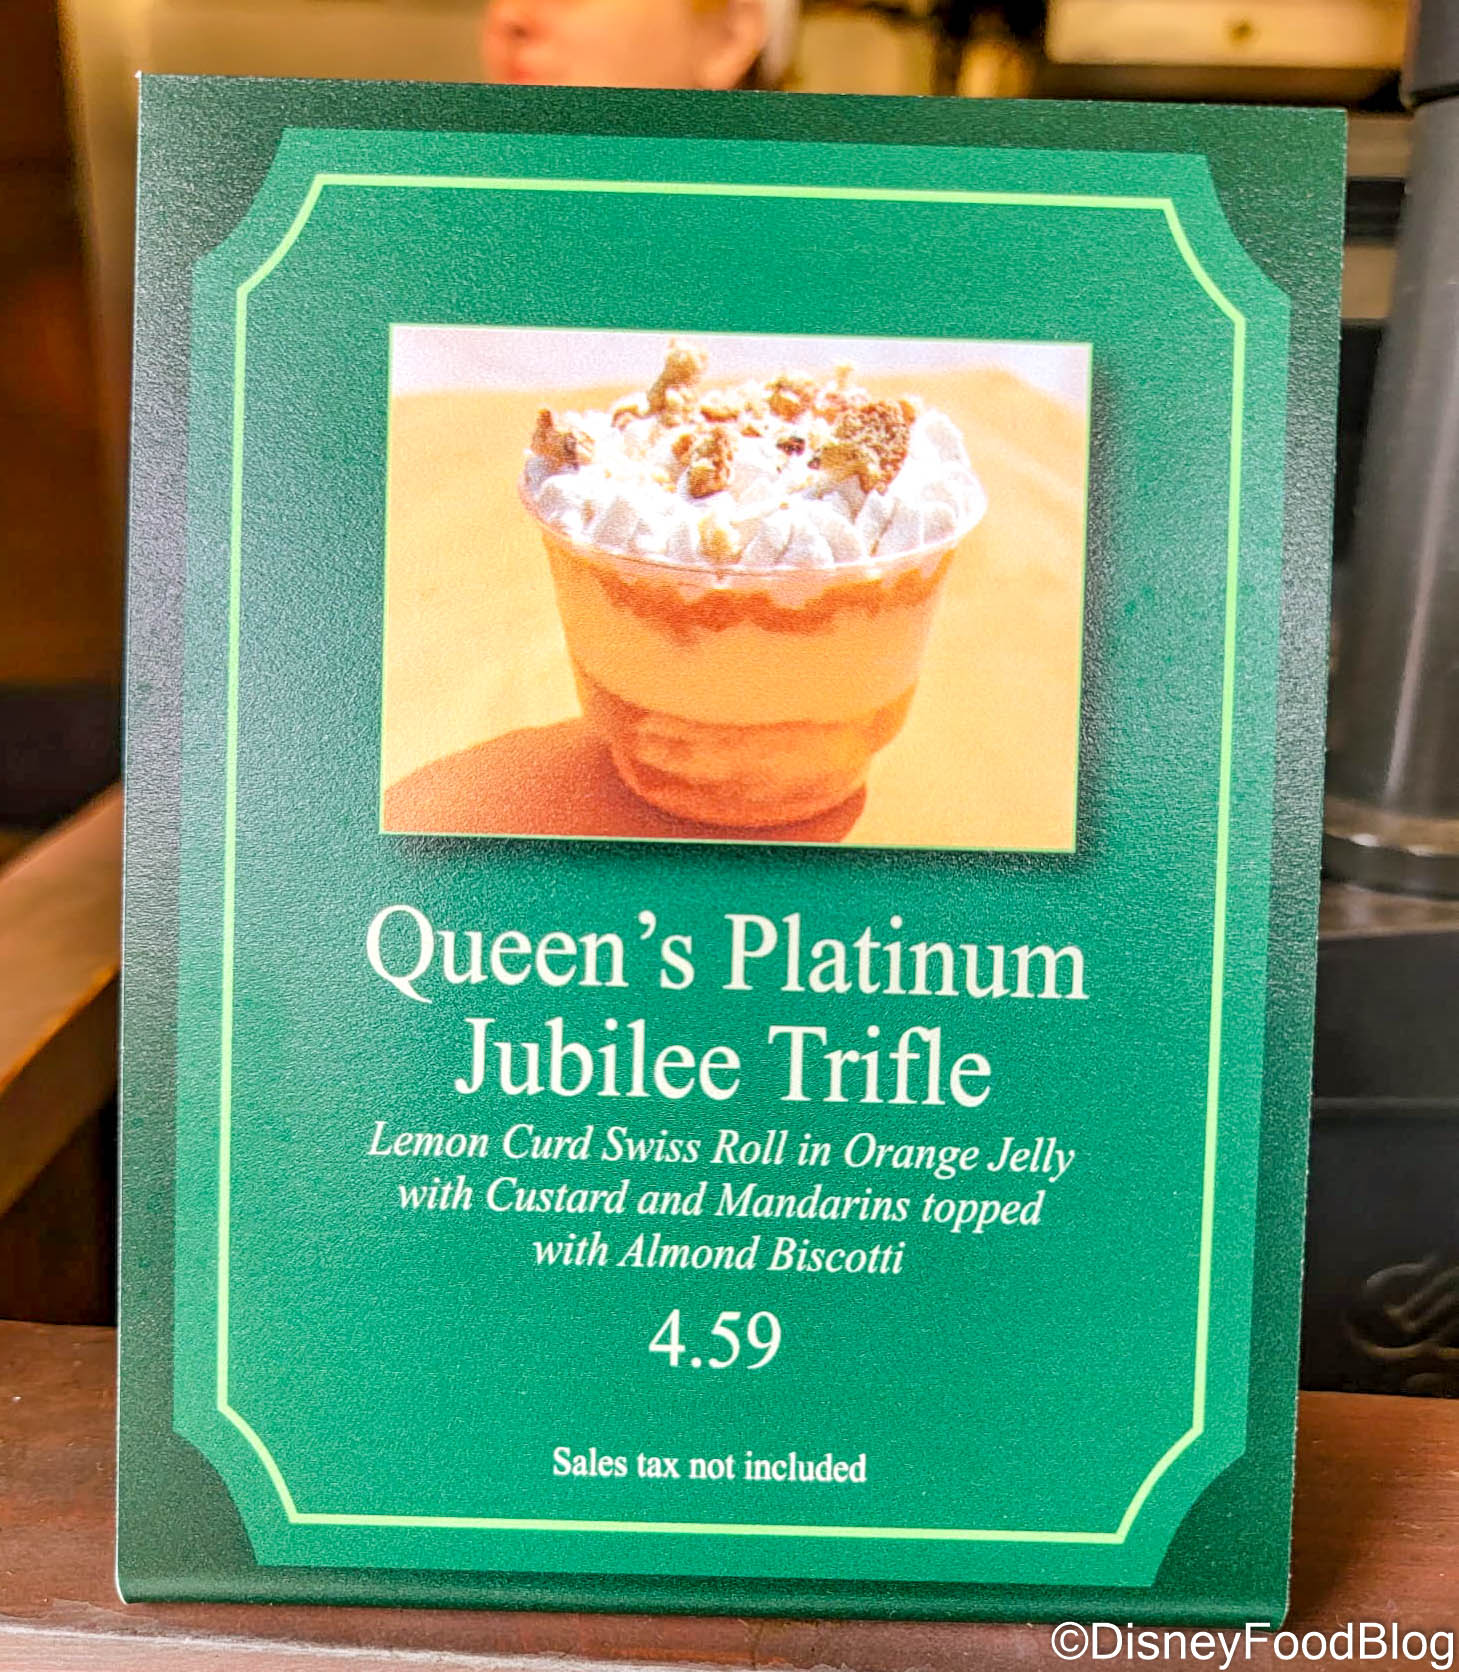 Queen’s Platinum
Jubilee Trifle
Lemon Curd Swiss Roll in Orange Jelly
with Custard and Mandarins topped
with Almond Biscotti
4.59
Sales tax not included
©DisneyFoodBlog